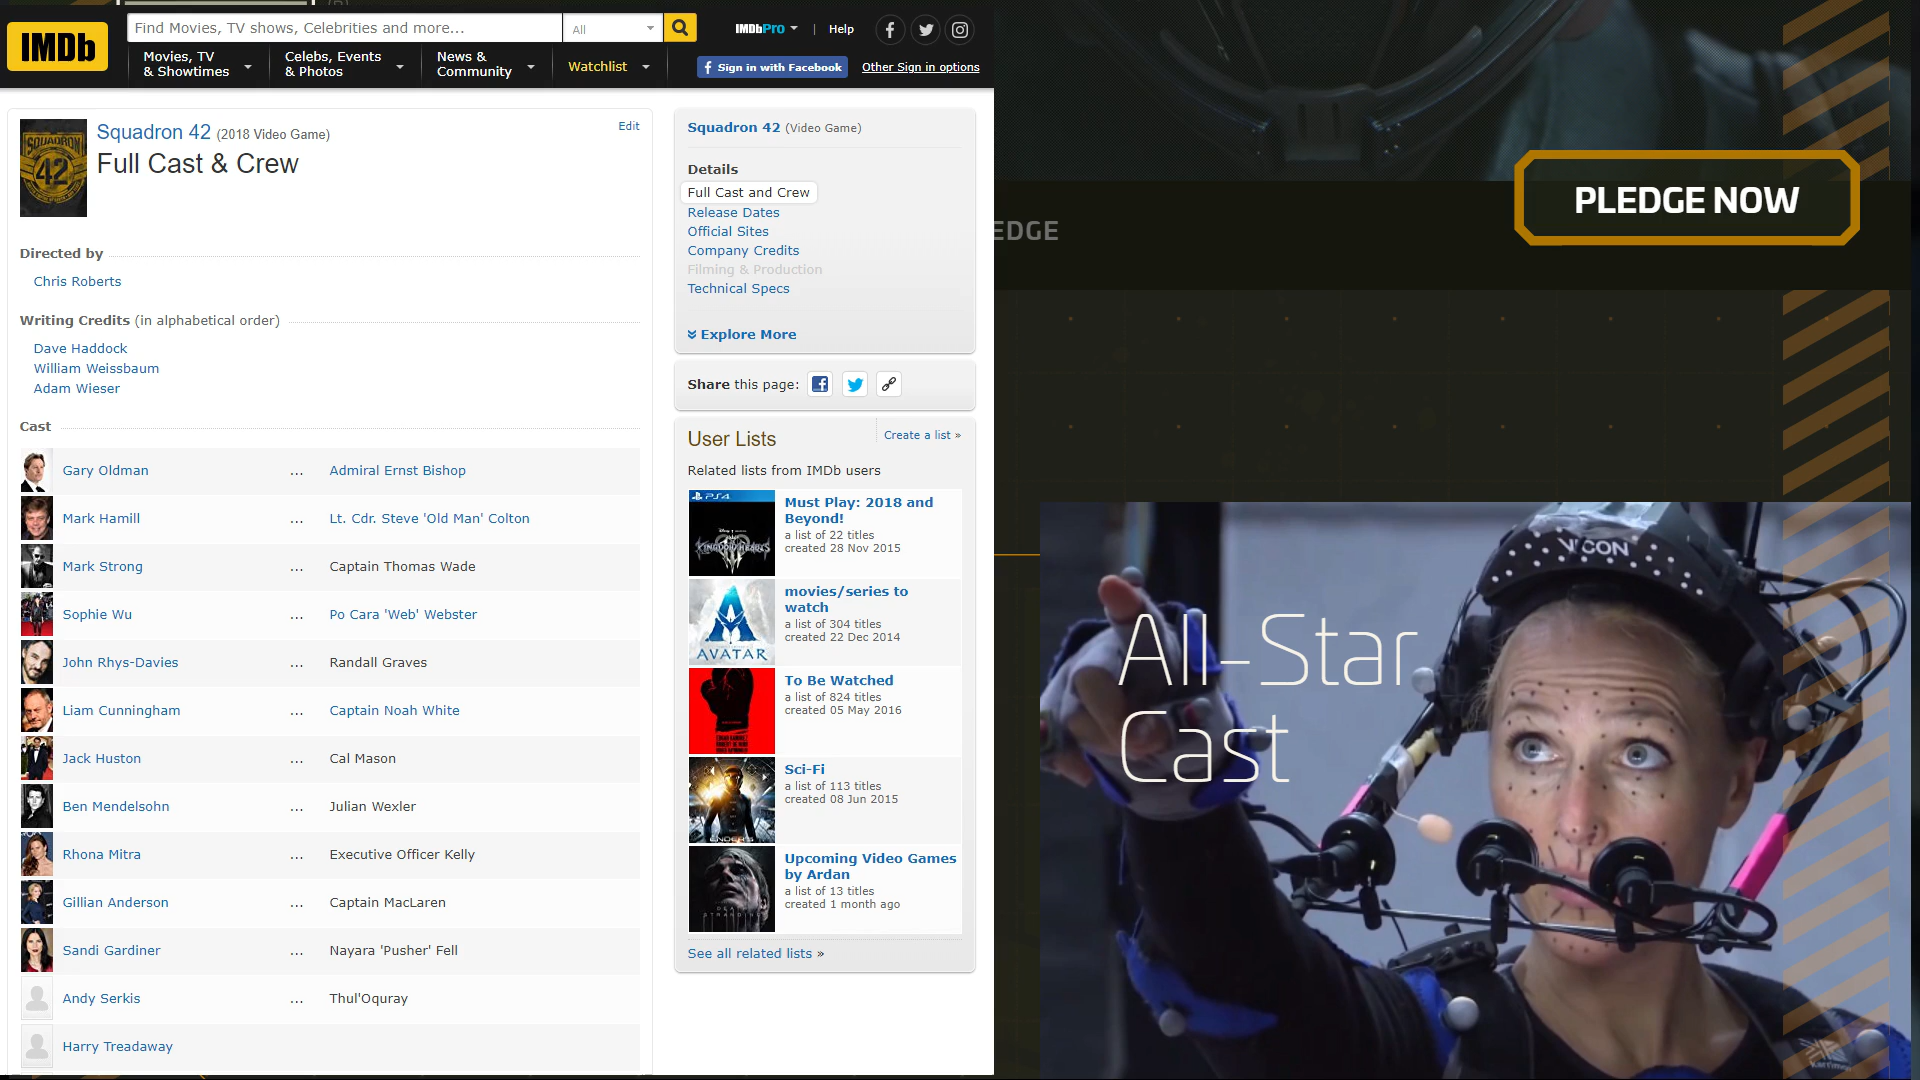 IMDb
Find Movies, TV shows, Celebrities and more...
All
IMDbPro
|
Help
Movies, TV
& Showtimes
Celebs, Events
& Photos
News &
Community
Watchlist
Sign in with Facebook
Other Sign in options
SQUADRON
42
Squadron 42 (2018 Video Game)
Full Cast & Crew
Edit
Directed by
Chris Roberts
Writing Credits (in alphabetical order)
Dave Haddock
William Weissbaum
Adam Wieser
Cast
Gary Oldman ... Admiral Ernst Bishop
Mark Hamill ... Lt. Cdr. Steve 'Old Man' Colton
Mark Strong ... Captain Thomas Wade
Sophie Wu ... Po Cara 'Web' Webster
John Rhys-Davies ... Randall Graves
Liam Cunningham ... Captain Noah White
Jack Huston ... Cal Mason
Ben Mendelsohn ... Julian Wexler
Rhona Mitra ... Executive Officer Kelly
Gillian Anderson ... Captain MacLaren
Sandi Gardiner ... Nayara 'Pusher' Fell
Andy Serkis ... Thul'Oquray
Harry Treadaway
Squadron 42 (Video Game)
Details
Full Cast and Crew
Release Dates
Official Sites
Company Credits
Filming & Production
Technical Specs
Explore More
Share this page:
User Lists
Create a list »
Related lists from IMDb users
PS4
KINGDOM HEARTS
Must Play: 2018 and
Beyond!
a list of 22 titles
created 28 Nov 2015
AVATAR
movies/series to
watch
a list of 304 titles
created 22 Dec 2014
To Be Watched
a list of 824 titles
created 05 May 2016
ENDER'S
Sci-Fi
a list of 113 titles
created 08 Jun 2015
DEATH
STRANDING
Upcoming Video Games
by Ardan
a list of 13 titles
created 1 month ago
See all related lists »
EDGE
PLEDGE NOW
VICON
All-Star
Cast